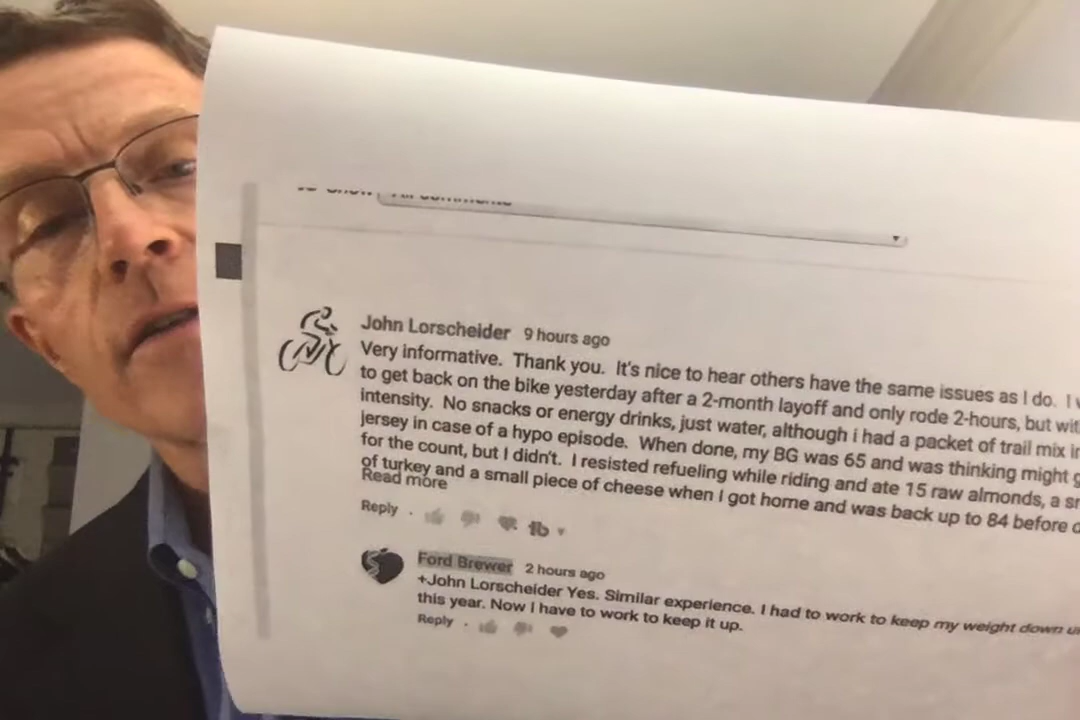 John Lorscheider 9 hours ago
Very informative. Thank you. It's nice to hear others have the same issues as I do. I
to get back on the bike yesterday after a 2-month layoff and only rode 2-hours, but
intensity. No snacks or energy drinks, just water, although i had a packet of trail mix
jersey in case of a hypo episode. When done, my BG was 65 and was thinking might
for the count, but I didn't. I resisted refueling while riding and ate 15 raw almonds, a
of turkey and a small piece of cheese when I got home and was back up to 84 before
Read more
Reply
Ford Brewer 2 hours ago
+John Lorscheider Yes. Similar experience. I had to work to keep my weight down
this year. Now I have to work to keep it up.
Reply